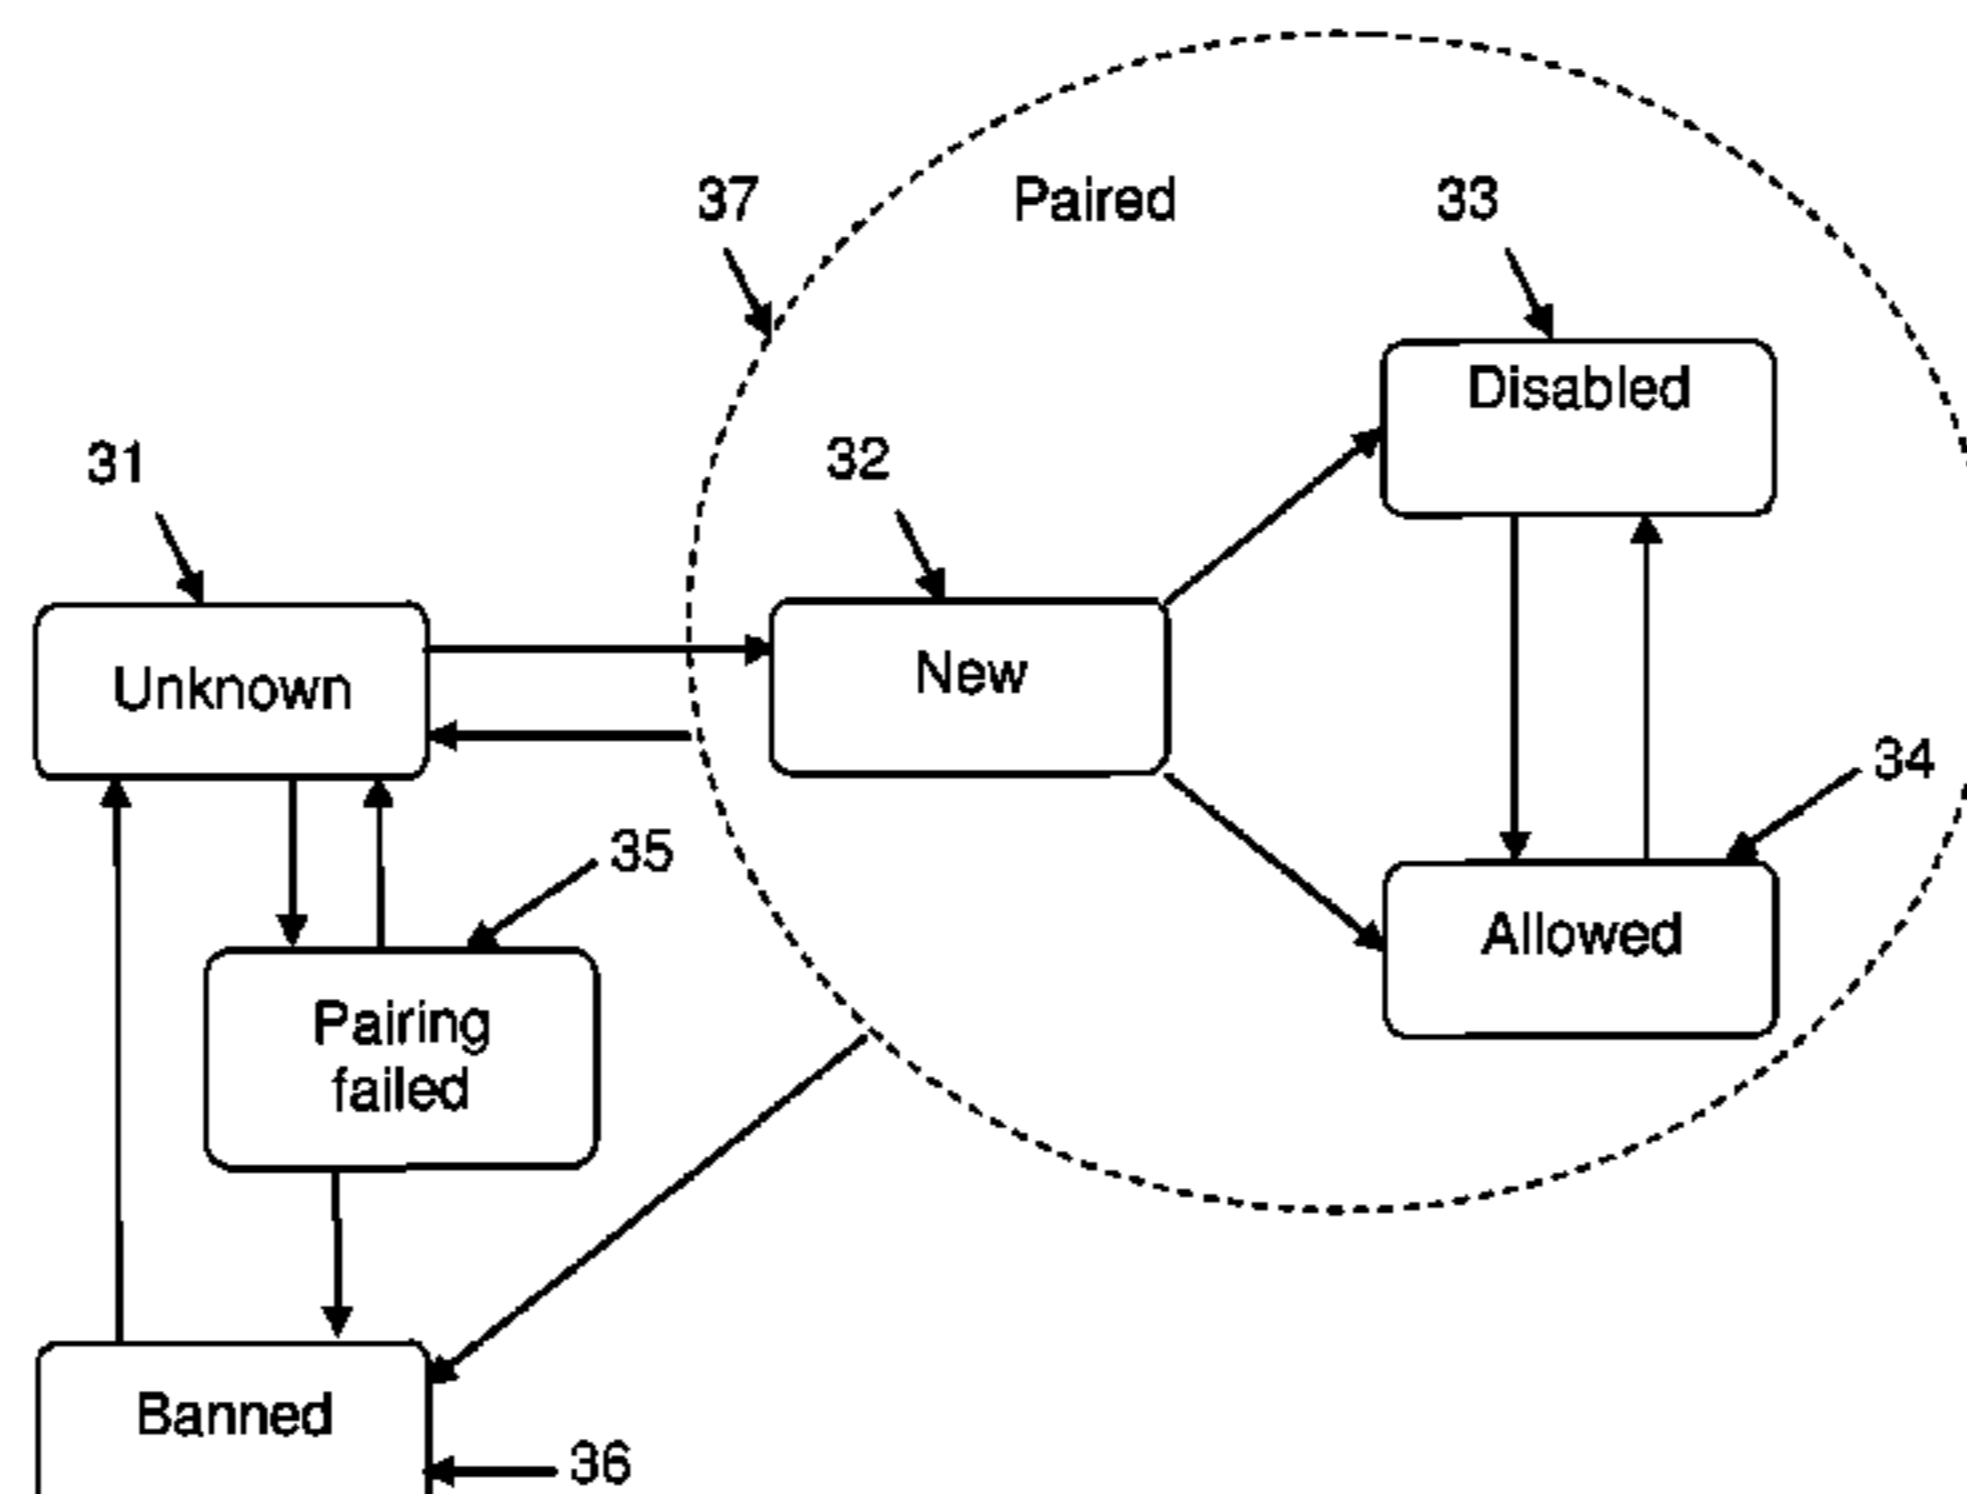 37
Paired
33
Disabled
31
32
Unknown
New
34
35
Allowed
Pairing
failed
Banned
36